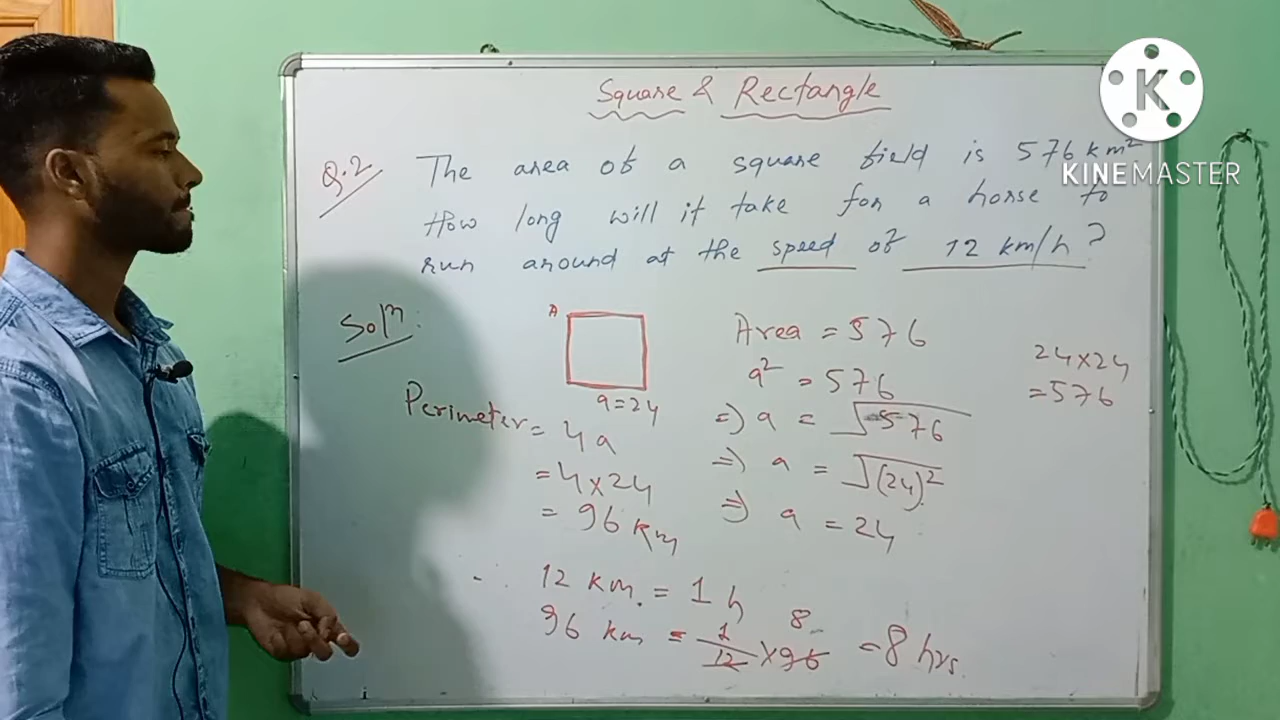 Square & Rectangle
Q.2 The area of a square field is 576 km²
How long will it take for a horse to
run around at the speed of 12 km/h?
Solⁿ:
A
a=24
Perimeter = 4a
= 4×24
= 96 km
Area = 576
a² = 576
=) a = √576
=) a = √(24)²
=) a = 24
24×24
=576
12 km. = 1 h
96 km = 1/12 × 96 8 = 8 hrs.
K
KINEMASTER